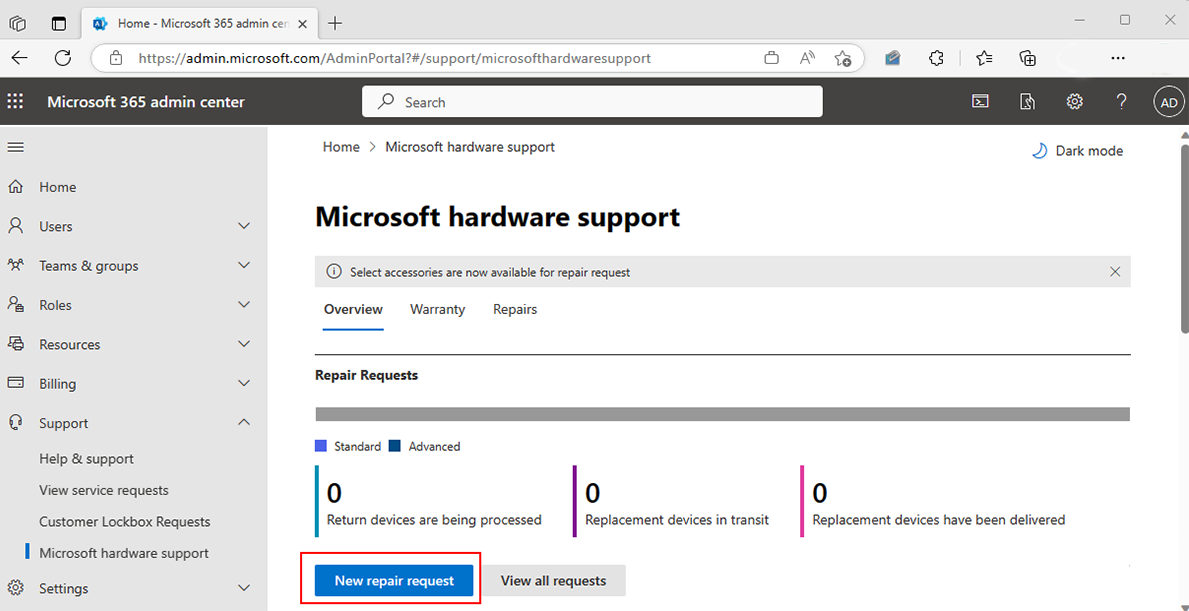 Home - Microsoft 365 admin cen
https://admin.microsoft.com/AdminPortal?#/support/microsofthardwaresupport
Microsoft 365 admin center
Search
AD
Home > Microsoft hardware support
Dark mode
Home
Users
Teams & groups
Roles
Resources
Billing
Support
Help & support
View service requests
Customer Lockbox Requests
Microsoft hardware support
Settings
Microsoft hardware support
Select accessories are now available for repair request
Overview Warranty Repairs
Repair Requests
Standard Advanced
0 0 0
Return devices are being processed Replacement devices in transit Replacement devices have been delivered
New repair request View all requests